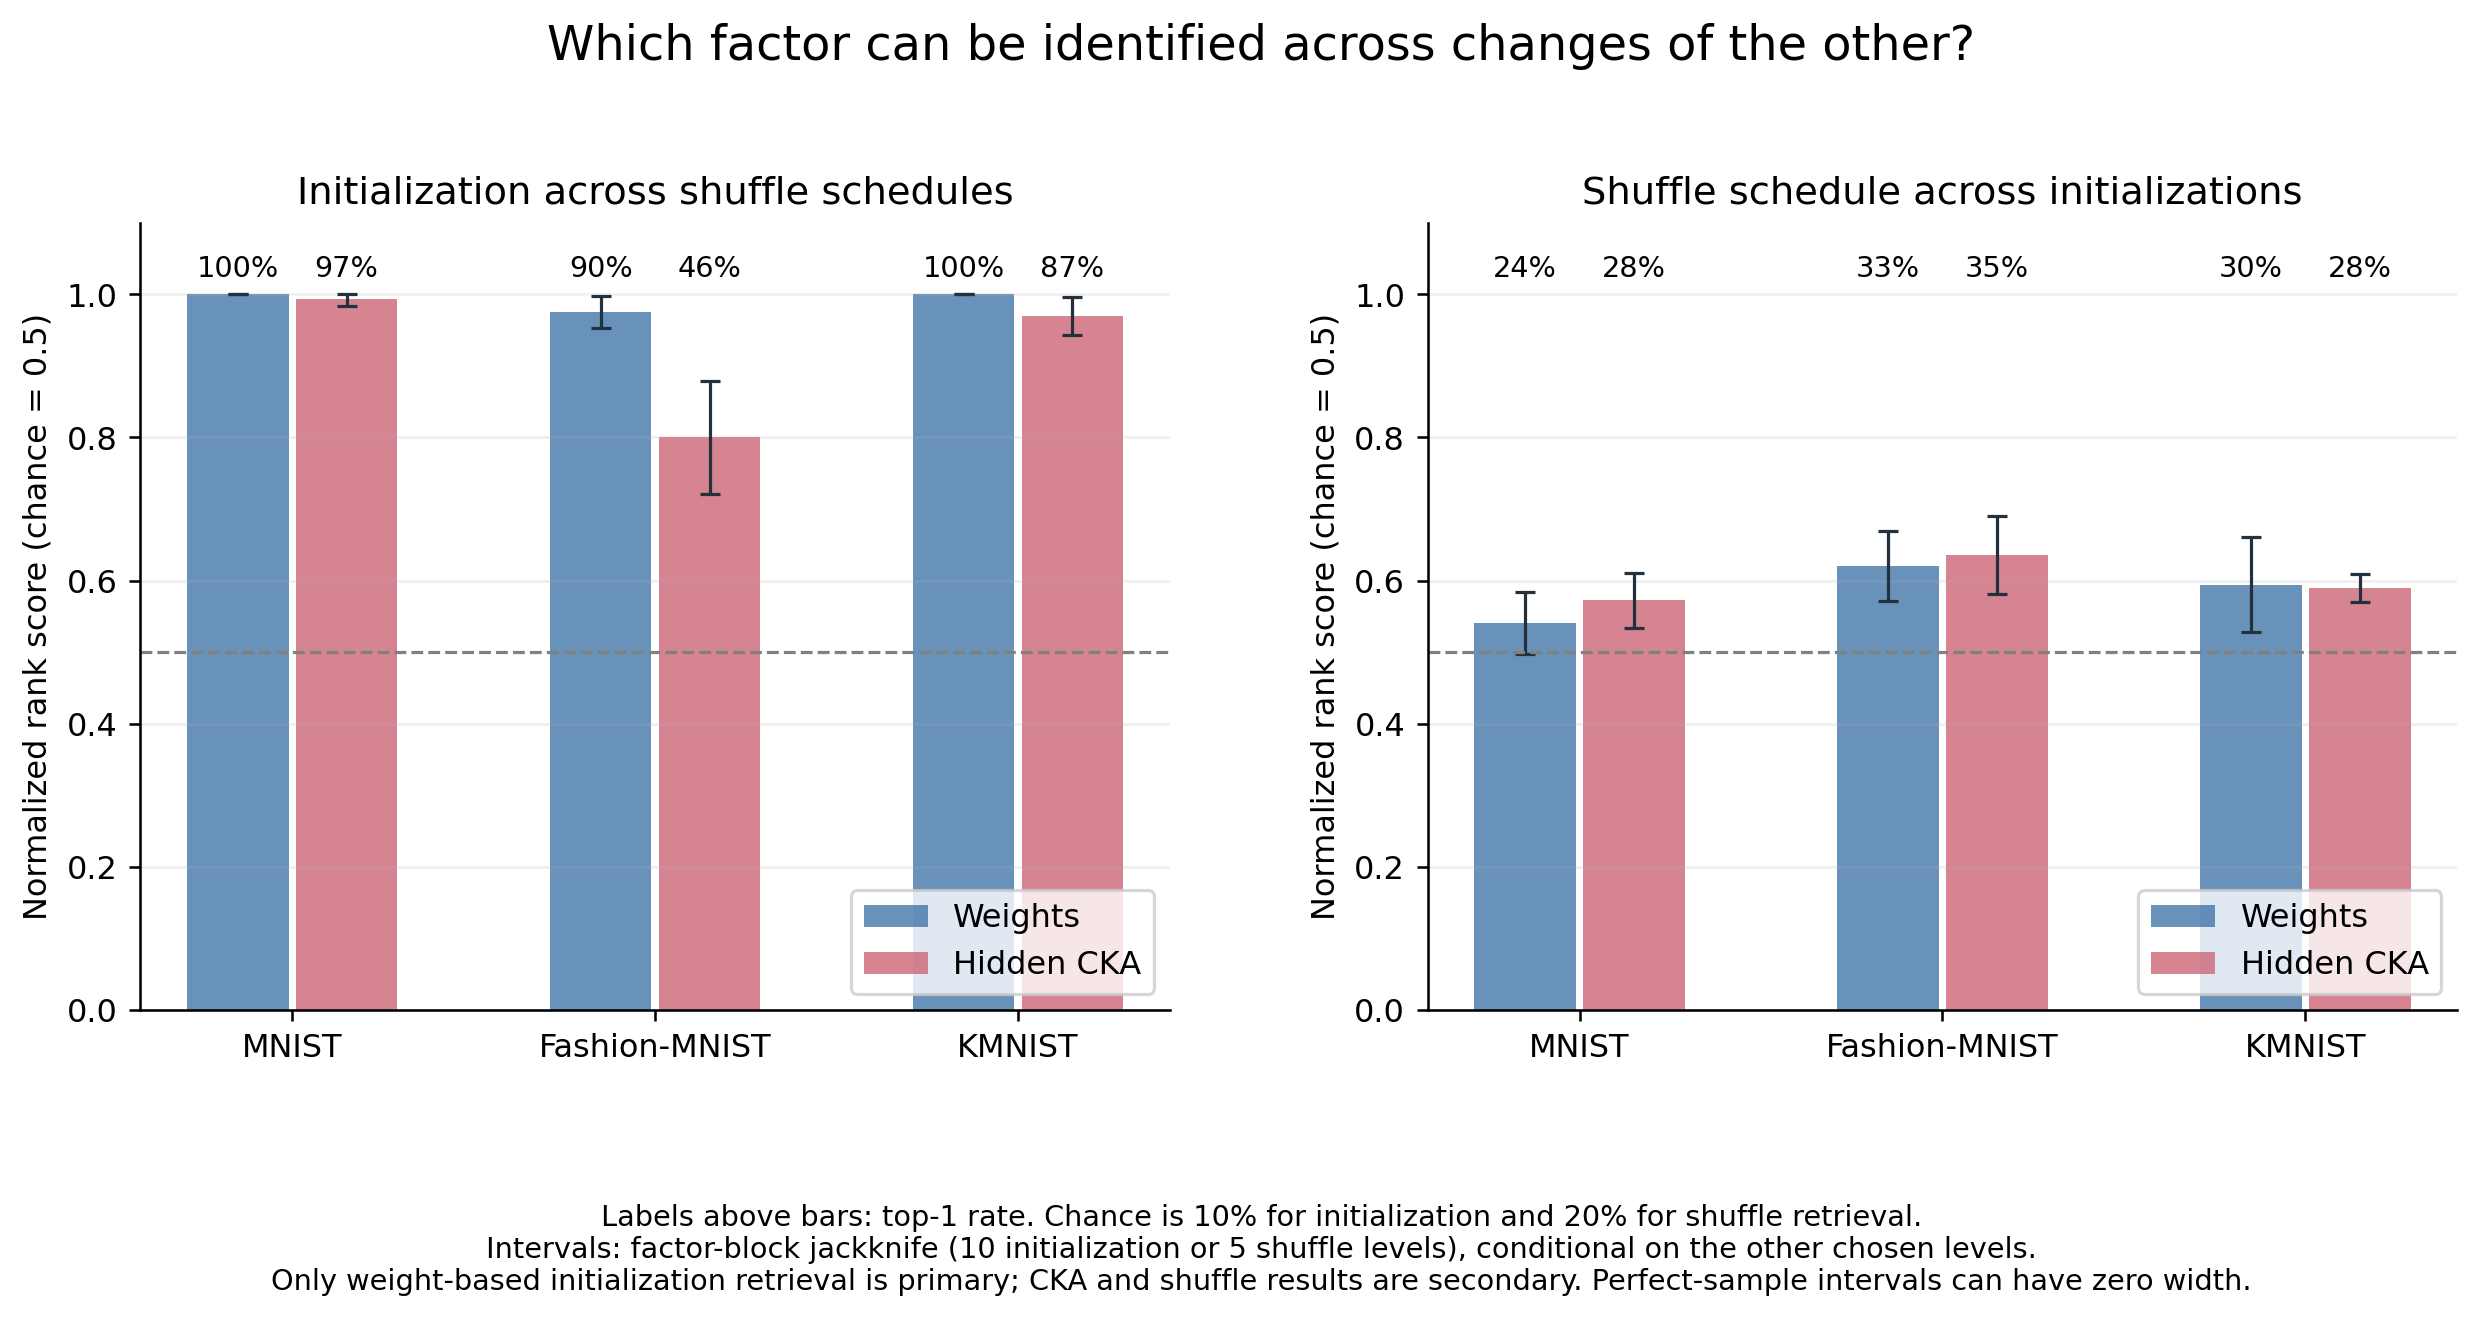 Which factor can be identified across changes of the other?
Initialization across shuffle schedules
Normalized rank score (chance = 0.5)
1.0
0.8
0.6
0.4
0.2
0.0
100% 97% 90% 46% 100% 87%
Weights
Hidden CKA
MNIST Fashion-MNIST KMNIST
Shuffle schedule across initializations
Normalized rank score (chance = 0.5)
1.0
0.8
0.6
0.4
0.2
0.0
24% 28% 33% 35% 30% 28%
Weights
Hidden CKA
MNIST Fashion-MNIST KMNIST
Labels above bars: top-1 rate. Chance is 10% for initialization and 20% for shuffle retrieval.
Intervals: factor-block jackknife (10 initialization or 5 shuffle levels), conditional on the other chosen levels.
Only weight-based initialization retrieval is primary; CKA and shuffle results are secondary. Perfect-sample intervals can have zero width.